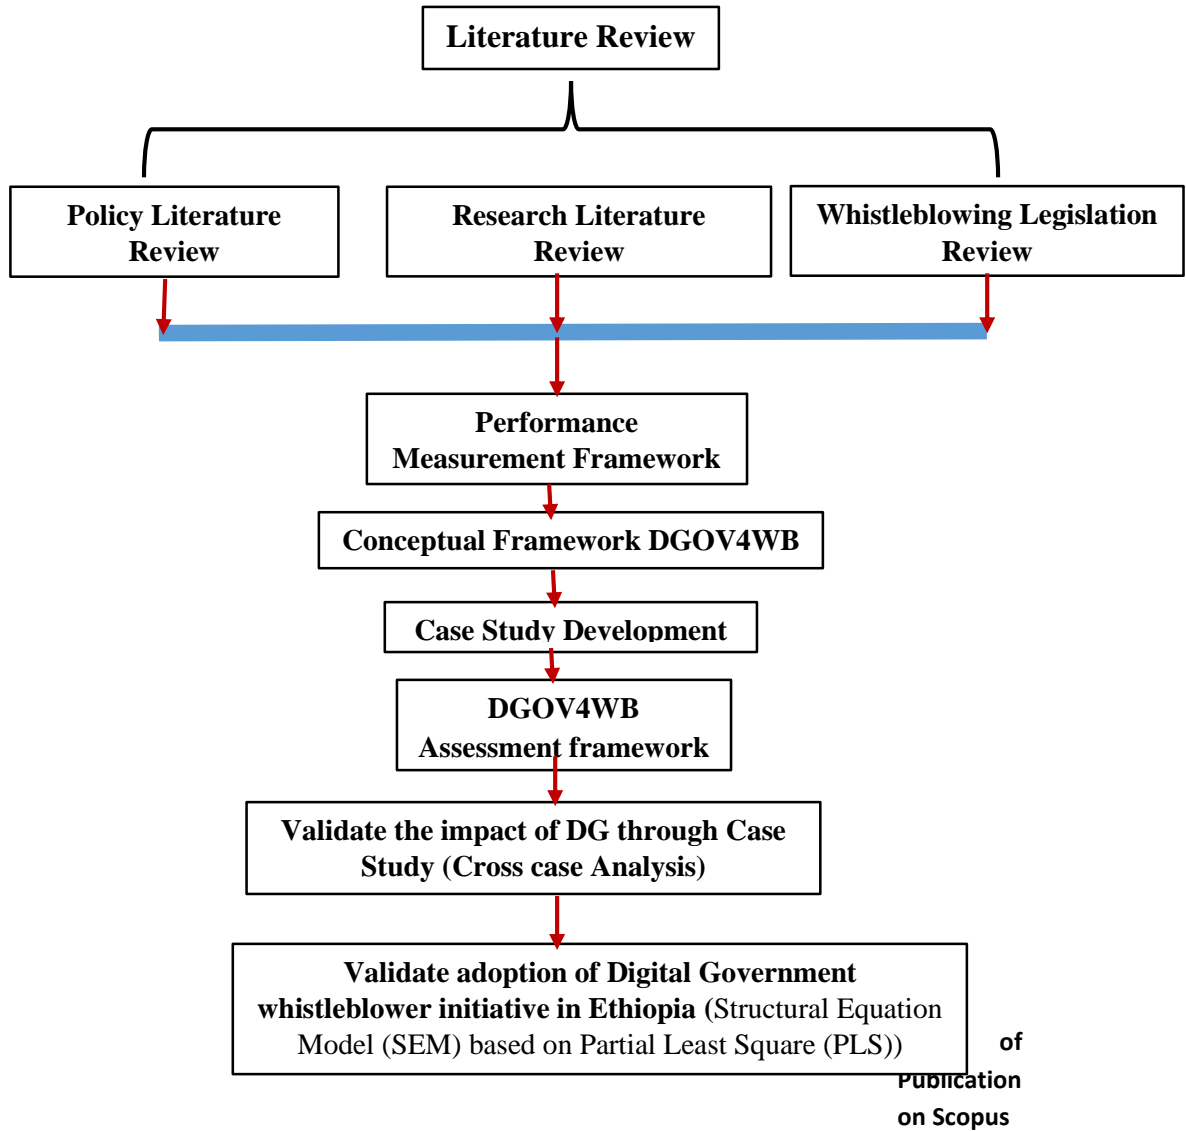 Literature Review
Policy Literature
Review
Research Literature
Review
Whistleblowing Legislation
Review
Performance
Measurement Framework
Conceptual Framework DGOV4WB
Case Study Development
DGOV4WB
Assessment framework
Validate the impact of DG through Case
Study (Cross case Analysis)
Validate adoption of Digital Government
whistleblower initiative in Ethiopia (Structural Equation
Model (SEM) based on Partial Least Square (PLS))
of
Publication
on Scopus